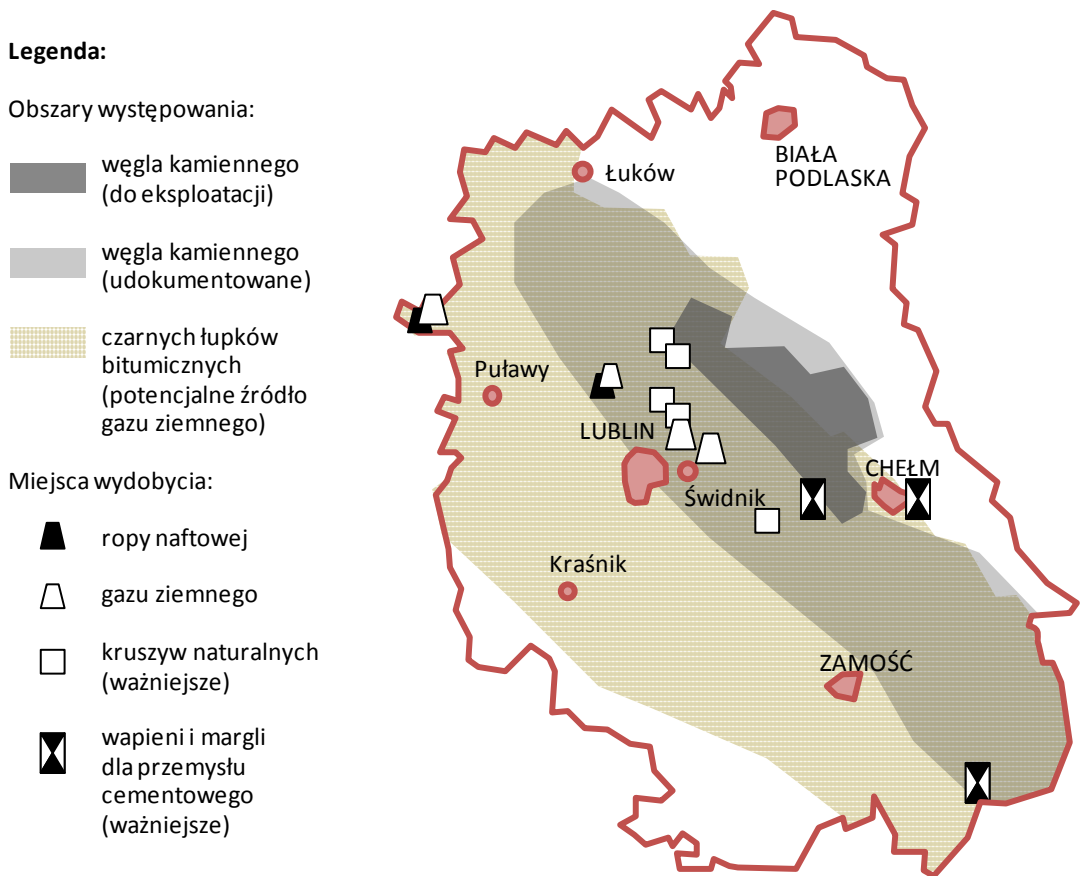 Legenda:
Obszary występowania:
węgla kamiennego
(do eksploatacji)
węgla kamiennego
(udokumentowane)
czarnych łupków
bitumicznych
(potencjalne źródło
gazu ziemnego)
Miejsca wydobycia:
ropy naftowej
gazu ziemnego
kruszyw naturalnych
(ważniejsze)
wapieni i margli
dla przemysłu
cementowego
(ważniejsze)
BIAŁA
PODLASKA
Łuków
Puławy
LUBLIN
Świdnik
CHEŁM
Kraśnik
ZAMOŚĆ